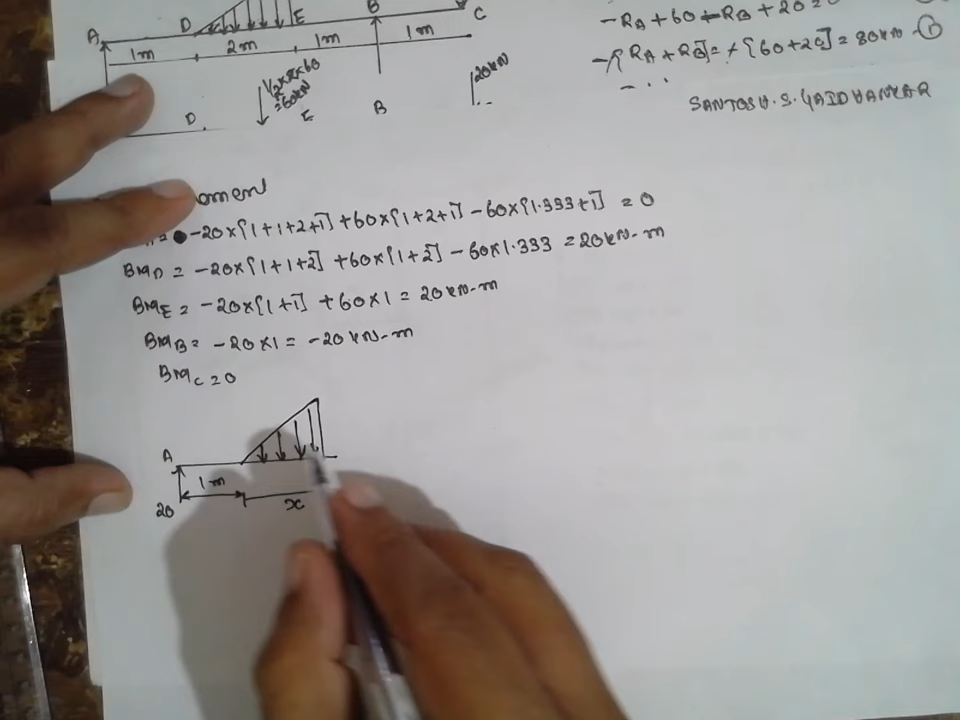 A D E B C
1m 2m 1m 1m
-RA + 60 - RB + 20 =
-{RA + RB} = -{60+20} = 80kN - ①
1/2×2×60
=60kN
20kN
D E B
SANTOSH.S.GAIDHANKAR
oment
= -20×{1+1+2+1} +60×{1+2+1} -60×{1.333+1} = 0
BMD = -20×{1+1+2} +60×{1+2} -60×1.333 = 20kN-m
BME = -20×{1+1} +60×1 = 20kN-m
BMB = -20×1 = -20kN-m
BMC = 0
A
1m
20
x